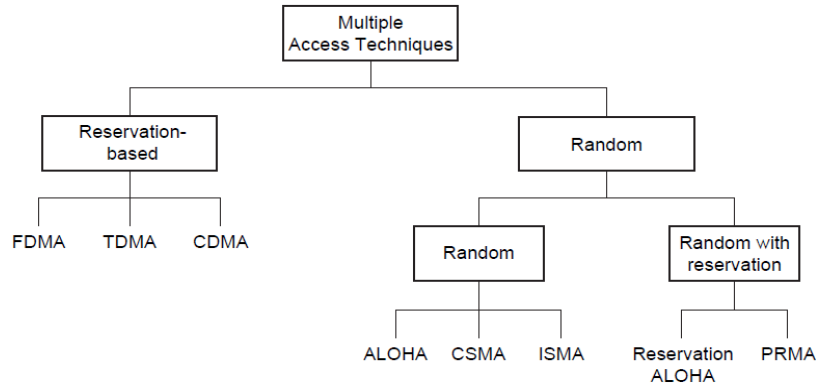 Multiple
Access Techniques
Reservation-
based
Random
FDMA
TDMA
CDMA
Random
Random with
reservation
ALOHA
CSMA
ISMA
Reservation
ALOHA
PRMA